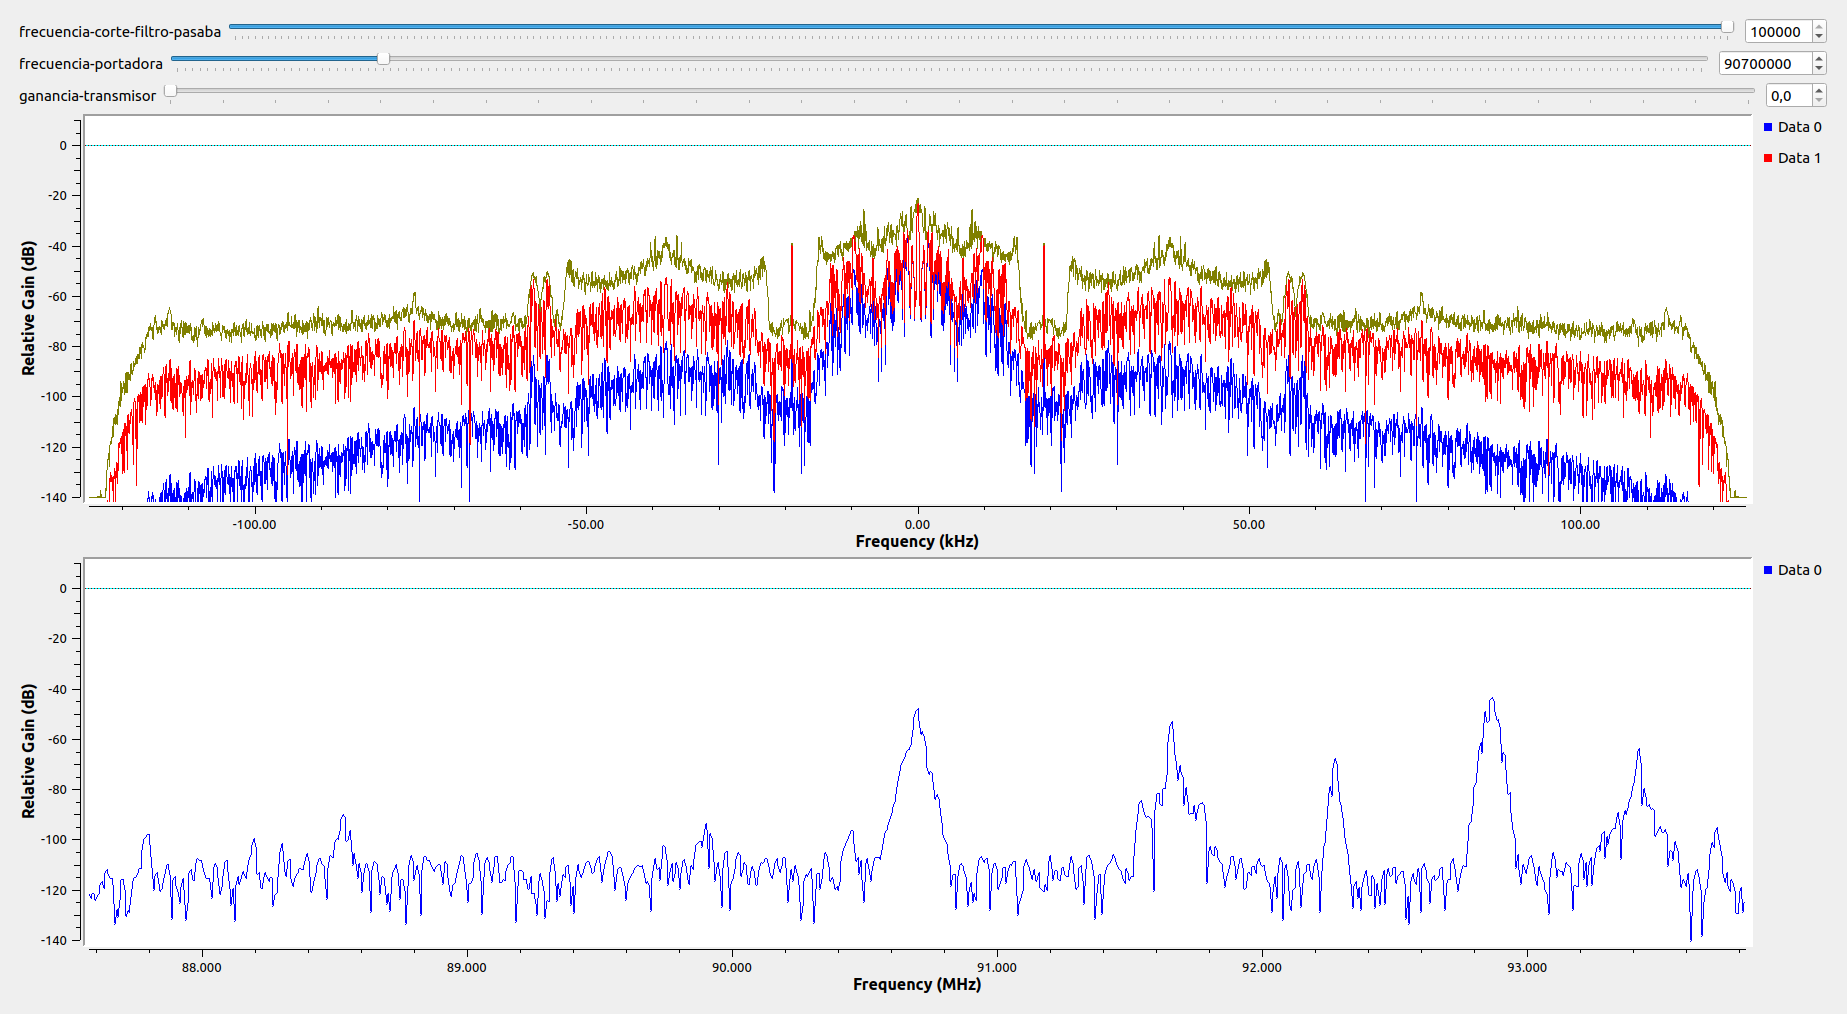 frecuencia-corte-filtro-pasaba 100000
frecuencia-portadora 90700000
ganancia-transmisor 0,0
Relative Gain (dB)
0
-20
-40
-60
-80
-100
-120
-140
-100.00 -50.00 0.00 50.00 100.00
Frequency (kHz)
Data 0
Data 1
Relative Gain (dB)
0
-20
-40
-60
-80
-100
-120
-140
88.000 89.000 90.000 91.000 92.000 93.000
Frequency (MHz)
Data 0